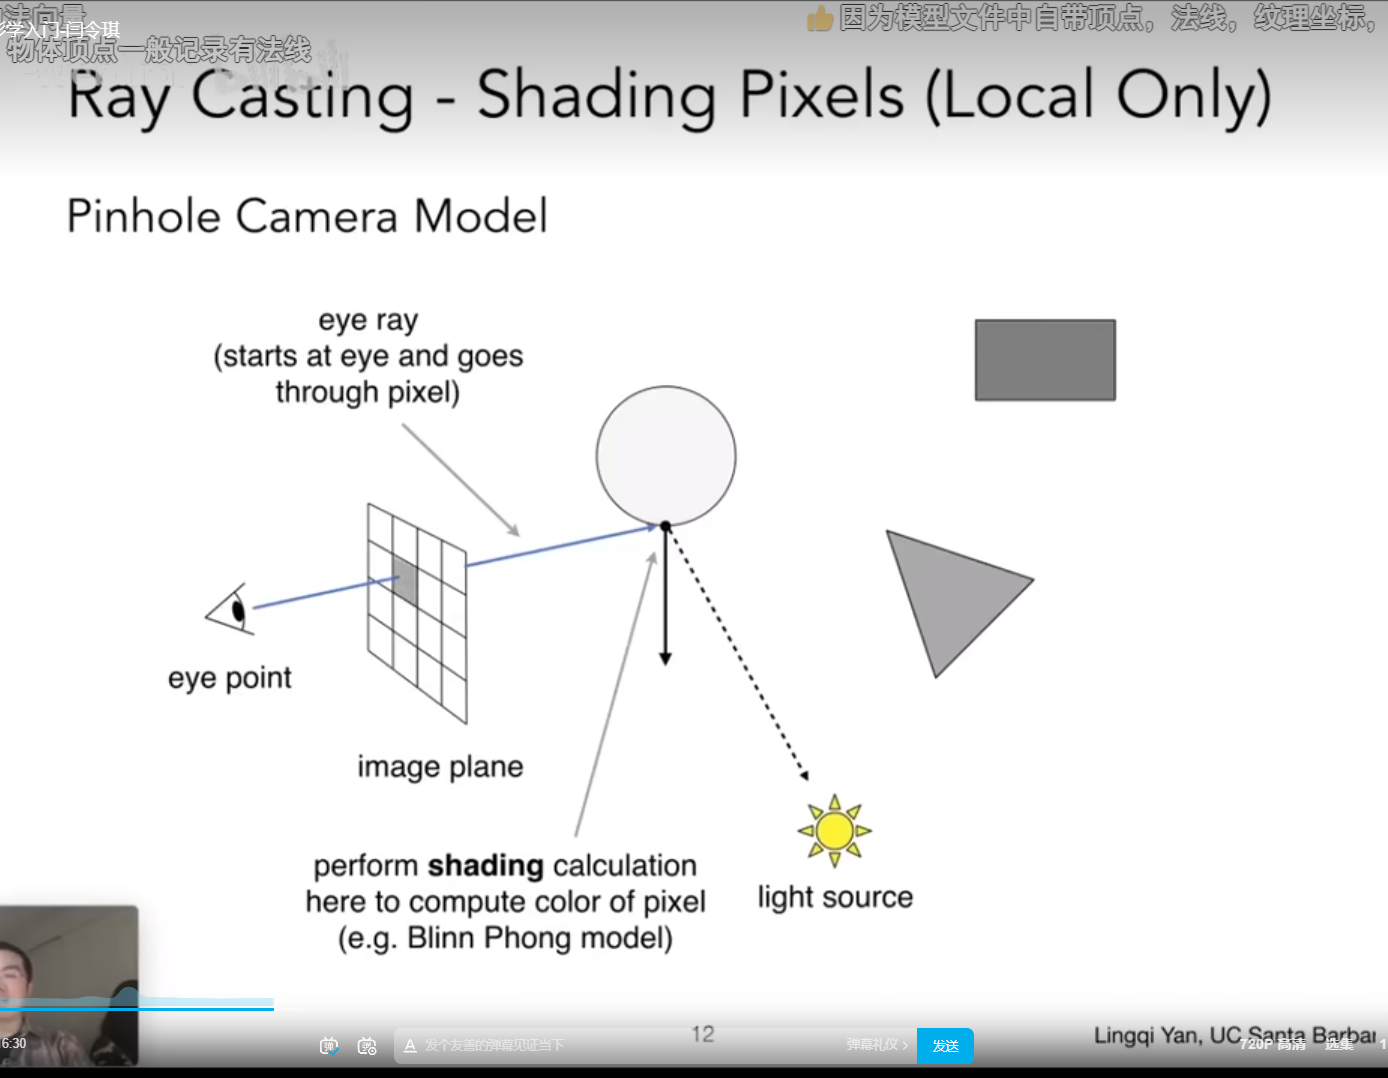 法向量
形学入门-闫令琪
👍因为模型文件中自带顶点，法线，纹理坐标，
物体顶点一般记录有法线
Ray Casting - Shading Pixels (Local Only)
Pinhole Camera Model
eye ray
(starts at eye and goes
through pixel)
eye point
image plane
perform shading calculation
here to compute color of pixel
(e.g. Blinn Phong model)
light source
6:30
弹
弹
A 发个友善的弹幕见证当下
12
弹幕礼仪 >
发送
Lingqi Yan, UC Santa Barbar
720P 高清
选集
1